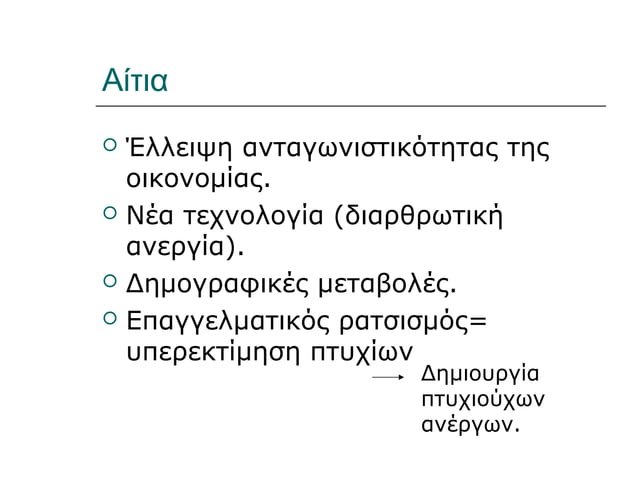 Αίτια
Έλλειψη ανταγωνιστικότητας της
οικονομίας.
Νέα τεχνολογία (διαρθρωτική
ανεργία).
Δημογραφικές μεταβολές.
Επαγγελματικός ρατσισμός=
υπερεκτίμηση πτυχίων
Δημιουργία
πτυχιούχων
ανέργων.